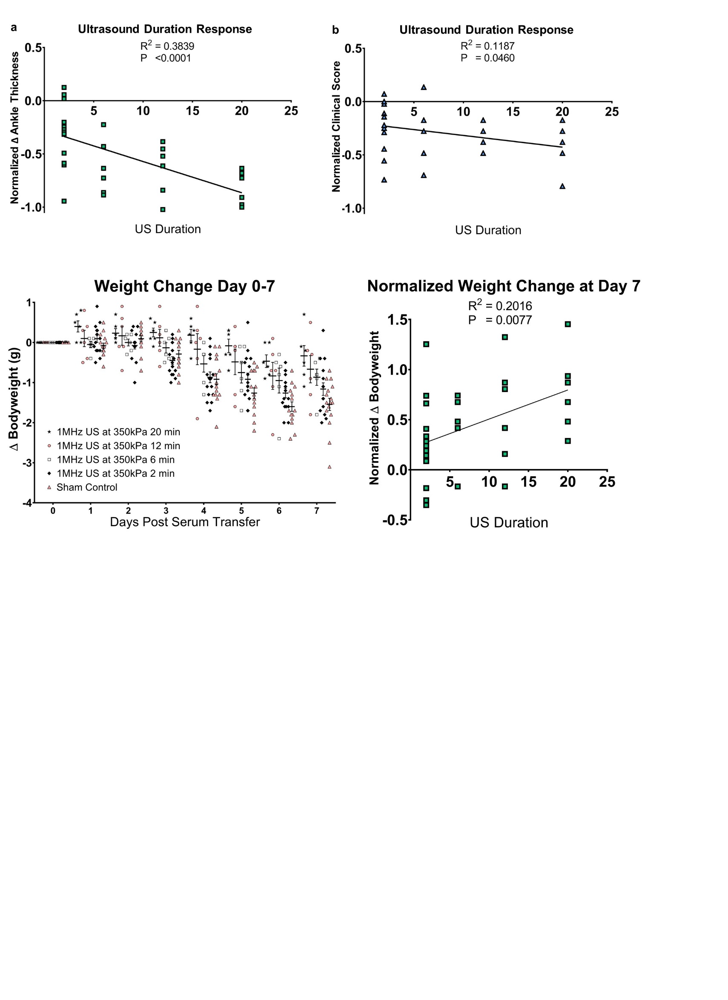 a
Ultrasound Duration Response
R2 = 0.3839
P <0.0001
Normalized Δ Ankle Thickness
0.5
0.0
-0.5
-1.0
5 10 15 20 25
US Duration
b
Ultrasound Duration Response
R2 = 0.1187
P = 0.0460
Normalized Clinical Score
0.5
0.0
-0.5
-1.0
5 10 15 20 25
US Duration
Weight Change Day 0-7
Δ Bodyweight (g)
1
0
-1
-2
-3
-4
1MHz US at 350kPa 20 min
1MHz US at 350kPa 12 min
1MHz US at 350kPa 6 min
1MHz US at 350kPa 2 min
Sham Control
0 1 2 3 4 5 6 7
Days Post Serum Transfer
Normalized Weight Change at Day 7
R2 = 0.2016
P = 0.0077
Normalized Δ Bodyweight
1.5
1.0
0.5
0.0
-0.5
5 10 15 20 25
US Duration